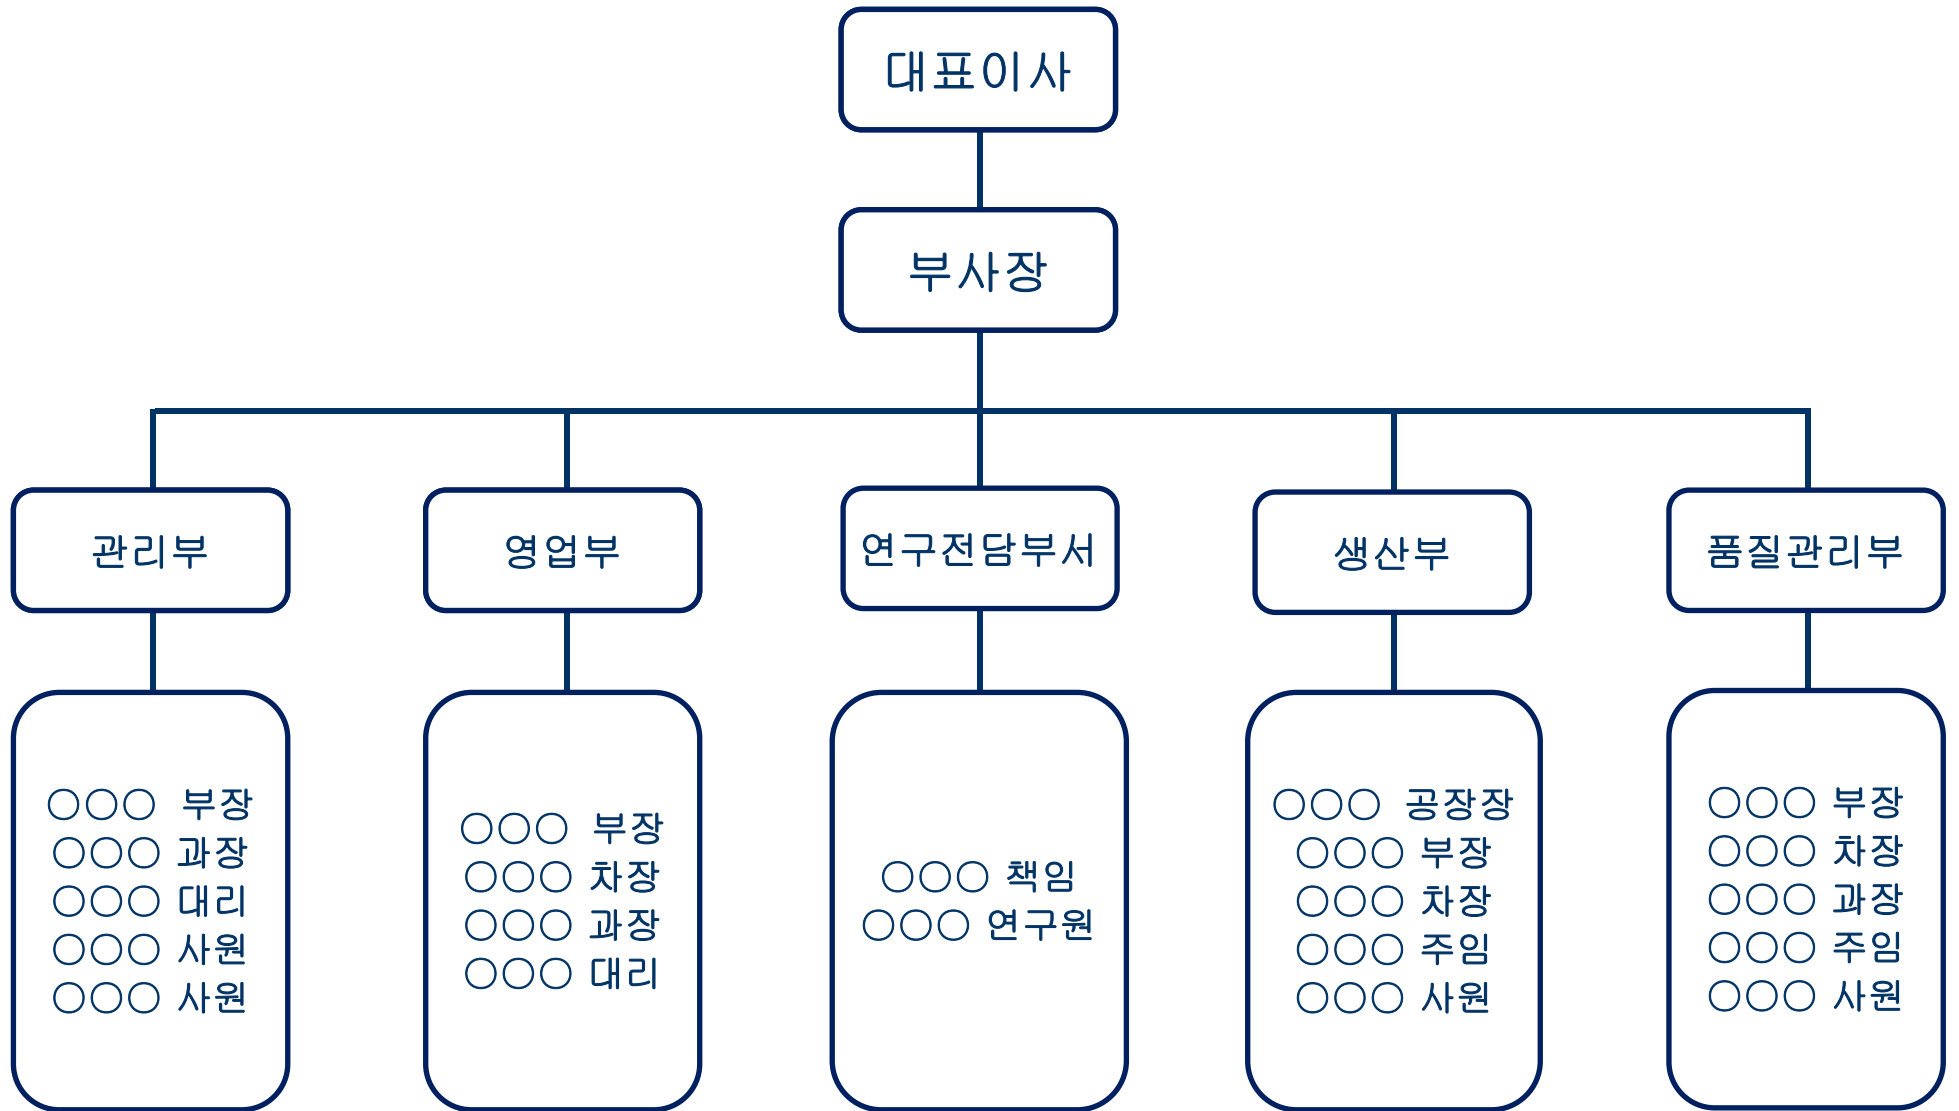 대표이사
부사장
관리부
영업부
연구전담부서
생산부
품질관리부
○○○ 부장
○○○ 과장
○○○ 대리
○○○ 사원
○○○ 사원
○○○ 부장
○○○ 차장
○○○ 과장
○○○ 대리
○○○ 책임
○○○ 연구원
○○○ 공장장
○○○ 부장
○○○ 차장
○○○ 주임
○○○ 사원
○○○ 부장
○○○ 차장
○○○ 과장
○○○ 주임
○○○ 사원